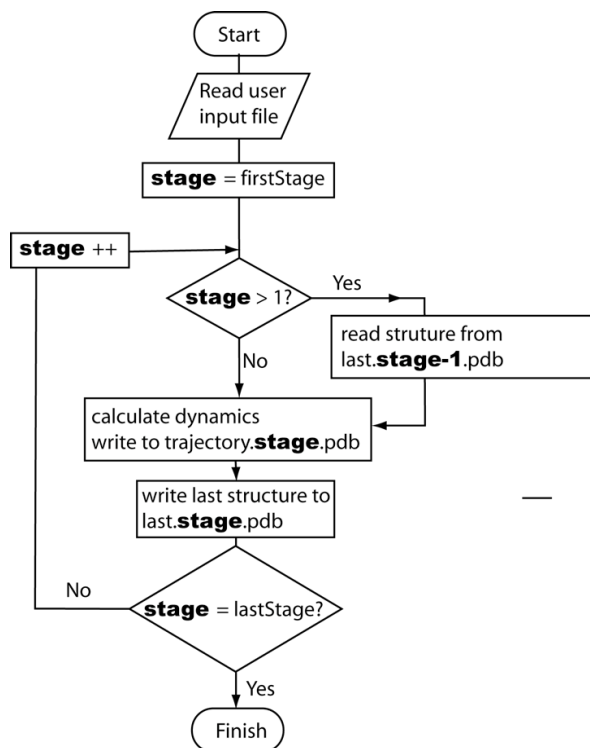 Start
Read user
input file
stage = firstStage
stage ++
stage > 1?
Yes
read struture from
last.stage-1.pdb
No
calculate dynamics
write to trajectory.stage.pdb
write last structure to
last.stage.pdb
No
stage = lastStage?
Yes
Finish